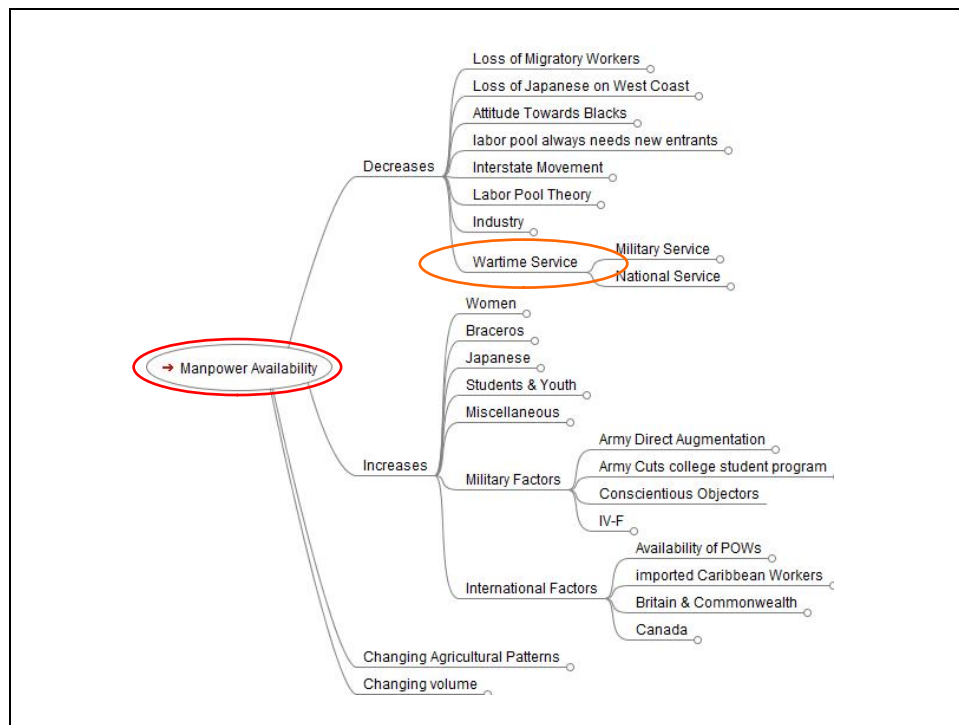 Loss of Migratory Workers
Loss of Japanese on West Coast
Attitude Towards Blacks
labor pool always needs new entrants
Decreases
Interstate Movement
Labor Pool Theory
Industry
Wartime Service
Military Service
National Service
Women
Braceros
Manpower Availability
Japanese
Students & Youth
Miscellaneous
Increases
Military Factors
Army Direct Augmentation
Army Cuts college student program
Conscientious Objectors
IV-F
International Factors
Availability of POWs
imported Caribbean Workers
Britain & Commonwealth
Canada
Changing Agricultural Patterns
Changing volume